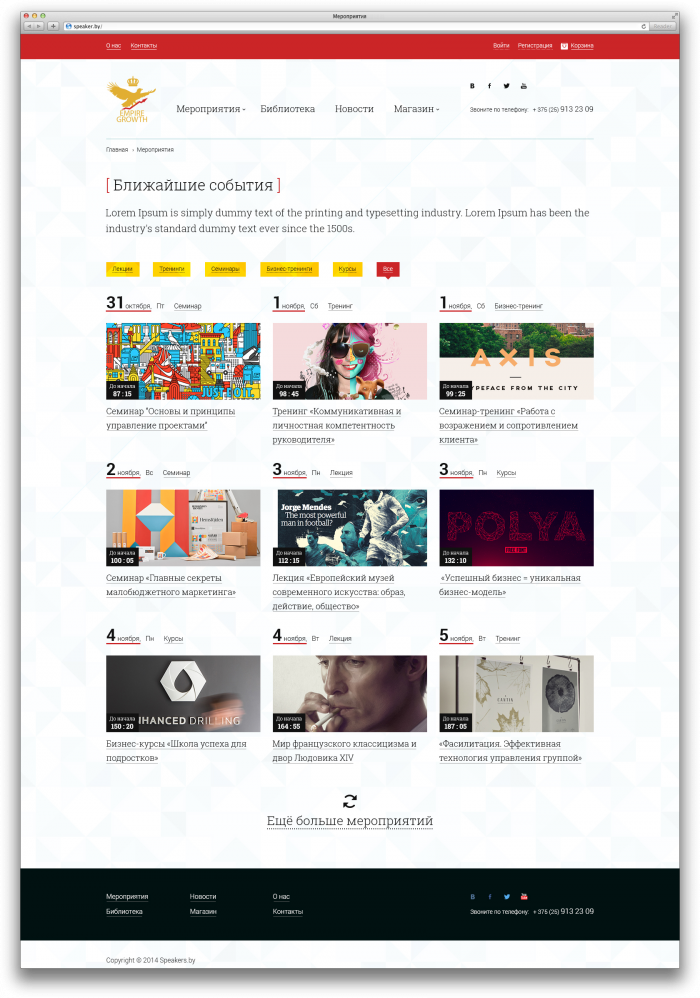 Мероприятия
speaker.by/
Reader
О нас Контакты Войти Регистрация Корзина
EMPIRE GROWTH
Мероприятия Библиотека Новости Магазин
Звоните по телефону: + 375 (25) 913 23 09
Главная Мероприятия
[ Ближайшие события ]
Lorem Ipsum is simply dummy text of the printing and typesetting industry. Lorem Ipsum has been the
industry's standard dummy text ever since the 1500s.
Лекции Тренинги Семинары Бизнес-тренинги Курсы Все
31 октября, Пт Семинар
JUST DO IT.
До начала
87 : 15
Семинар "Основы и принципы
управление проектами"
1 ноября, Сб Тренинг
До начала
98 : 45
Тренинг «Коммуникативная и
личностная компетентность
руководителя»
1 ноября, Сб Бизнес-тренинг
AXIS
PEFACE FROM THE CITY
До начала
99 : 25
Семинар-тренинг «Работа с
возражением и сопротивлением
клиента»
2 ноября, Вс Семинар
До начала
100 : 05
Семинар «Главные секреты
малобюджетного маркетинга»
3 ноября, Пн Лекция
Jorge Mendes
The most powerful
man in football?
До начала
112 : 15
Лекция «Европейский музей
современного искусства: образ,
действие, общество»
3 ноября, Пн Курсы
POLYA
FREE FONT
До начала
132 : 10
«Успешный бизнес = уникальная
бизнес-модель»
4 ноября, Пн Курсы
IHANCED DRILLING
До начала
150 : 20
Бизнес-курсы «Школа успеха для
подростков»
4 ноября, Вт Лекция
До начала
164 : 55
Мир французского классицизма и
двор Людовика XIV
5 ноября, Вт Тренинг
До начала
187 : 05
«Фасилитация. Эффективная
технология управления группой»
Ещё больше мероприятий
Мероприятия Новости О нас
Библиотека Магазин Контакты
Звоните по телефону: + 375 (25) 913 23 09
Copyright © 2014 Speakers.by